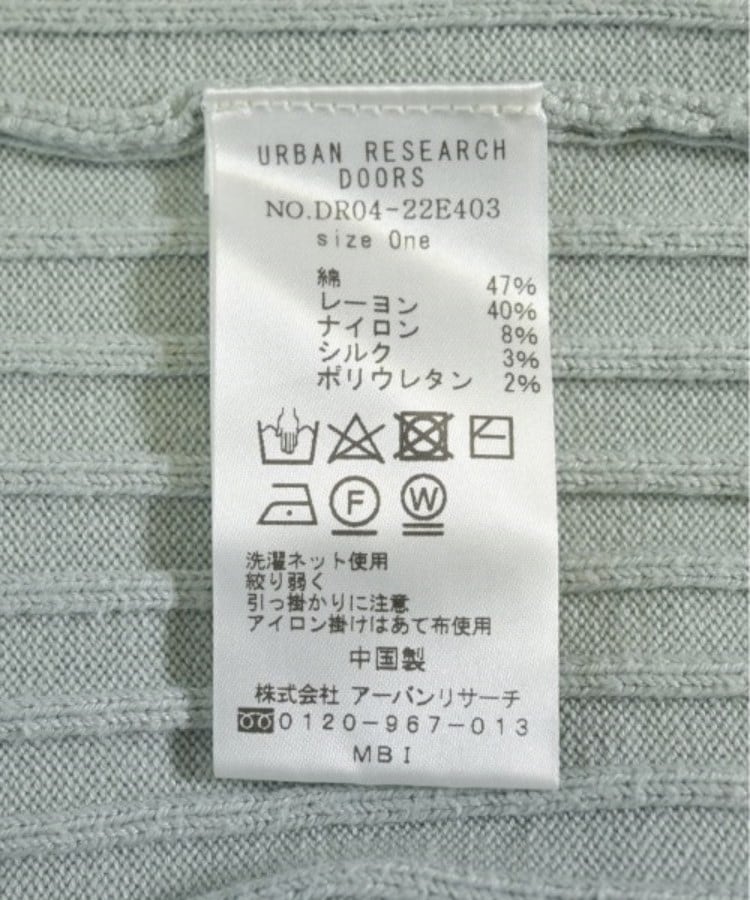 URBAN RESEARCH
DOORS
NO.DR04-22E403
size One
綿 47%
レーヨン 40%
ナイロン 8%
シルク 3%
ポリウレタン 2%
F W
洗濯ネット使用
絞り弱く
引っ掛かりに注意
アイロン掛けはあて布使用
中国製
株式会社 アーバンリサーチ
0120-967-013
MBI